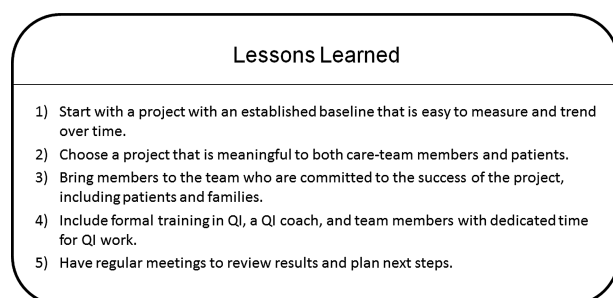 Lessons Learned
1) Start with a project with an established baseline that is easy to measure and trend
over time.
2) Choose a project that is meaningful to both care-team members and patients.
3) Bring members to the team who are committed to the success of the project,
including patients and families.
4) Include formal training in QI, a QI coach, and team members with dedicated time
for QI work.
5) Have regular meetings to review results and plan next steps.